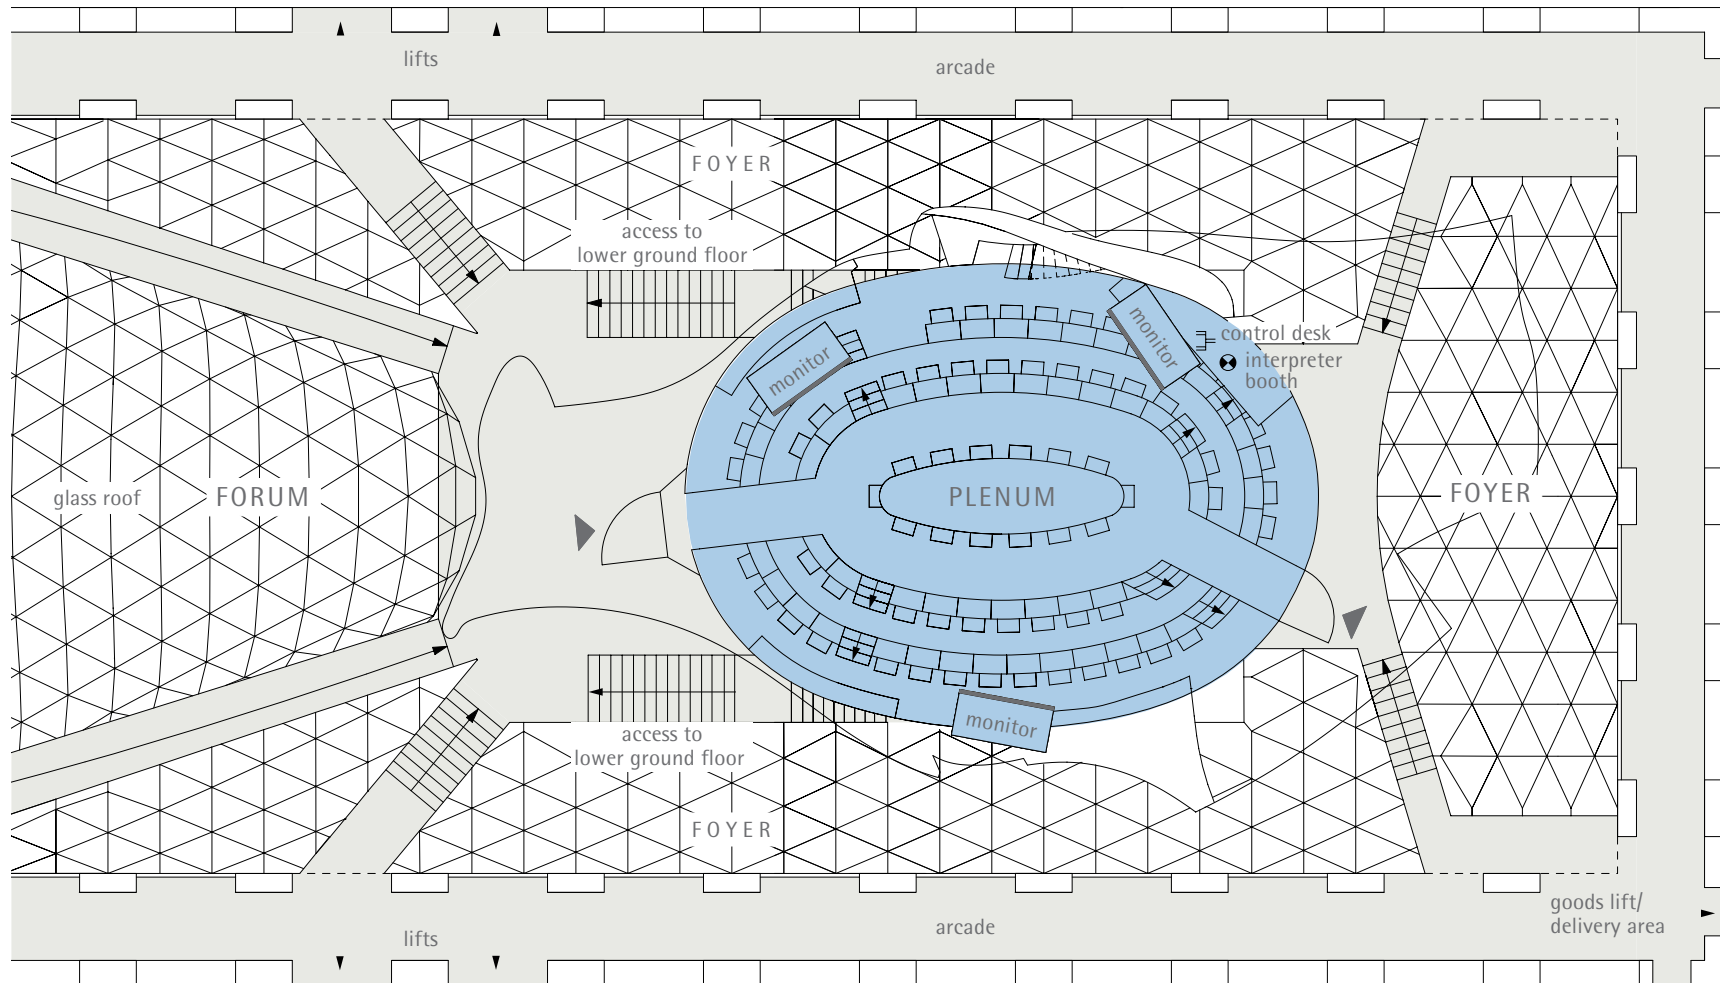 lifts
arcade
FOYER
access to
lower ground floor
monitor
monitor
control desk
interpreter
booth
glass roof
FORUM
PLENUM
FOYER
monitor
access to
lower ground floor
FOYER
goods lift/
delivery area
lifts
arcade